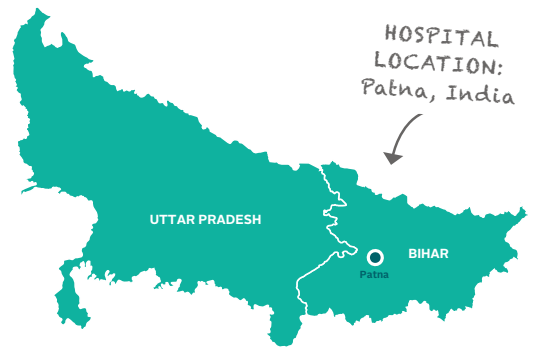 HOSPITAL
LOCATION:
Patna, India
UTTAR PRADESH
BIHAR
Patna